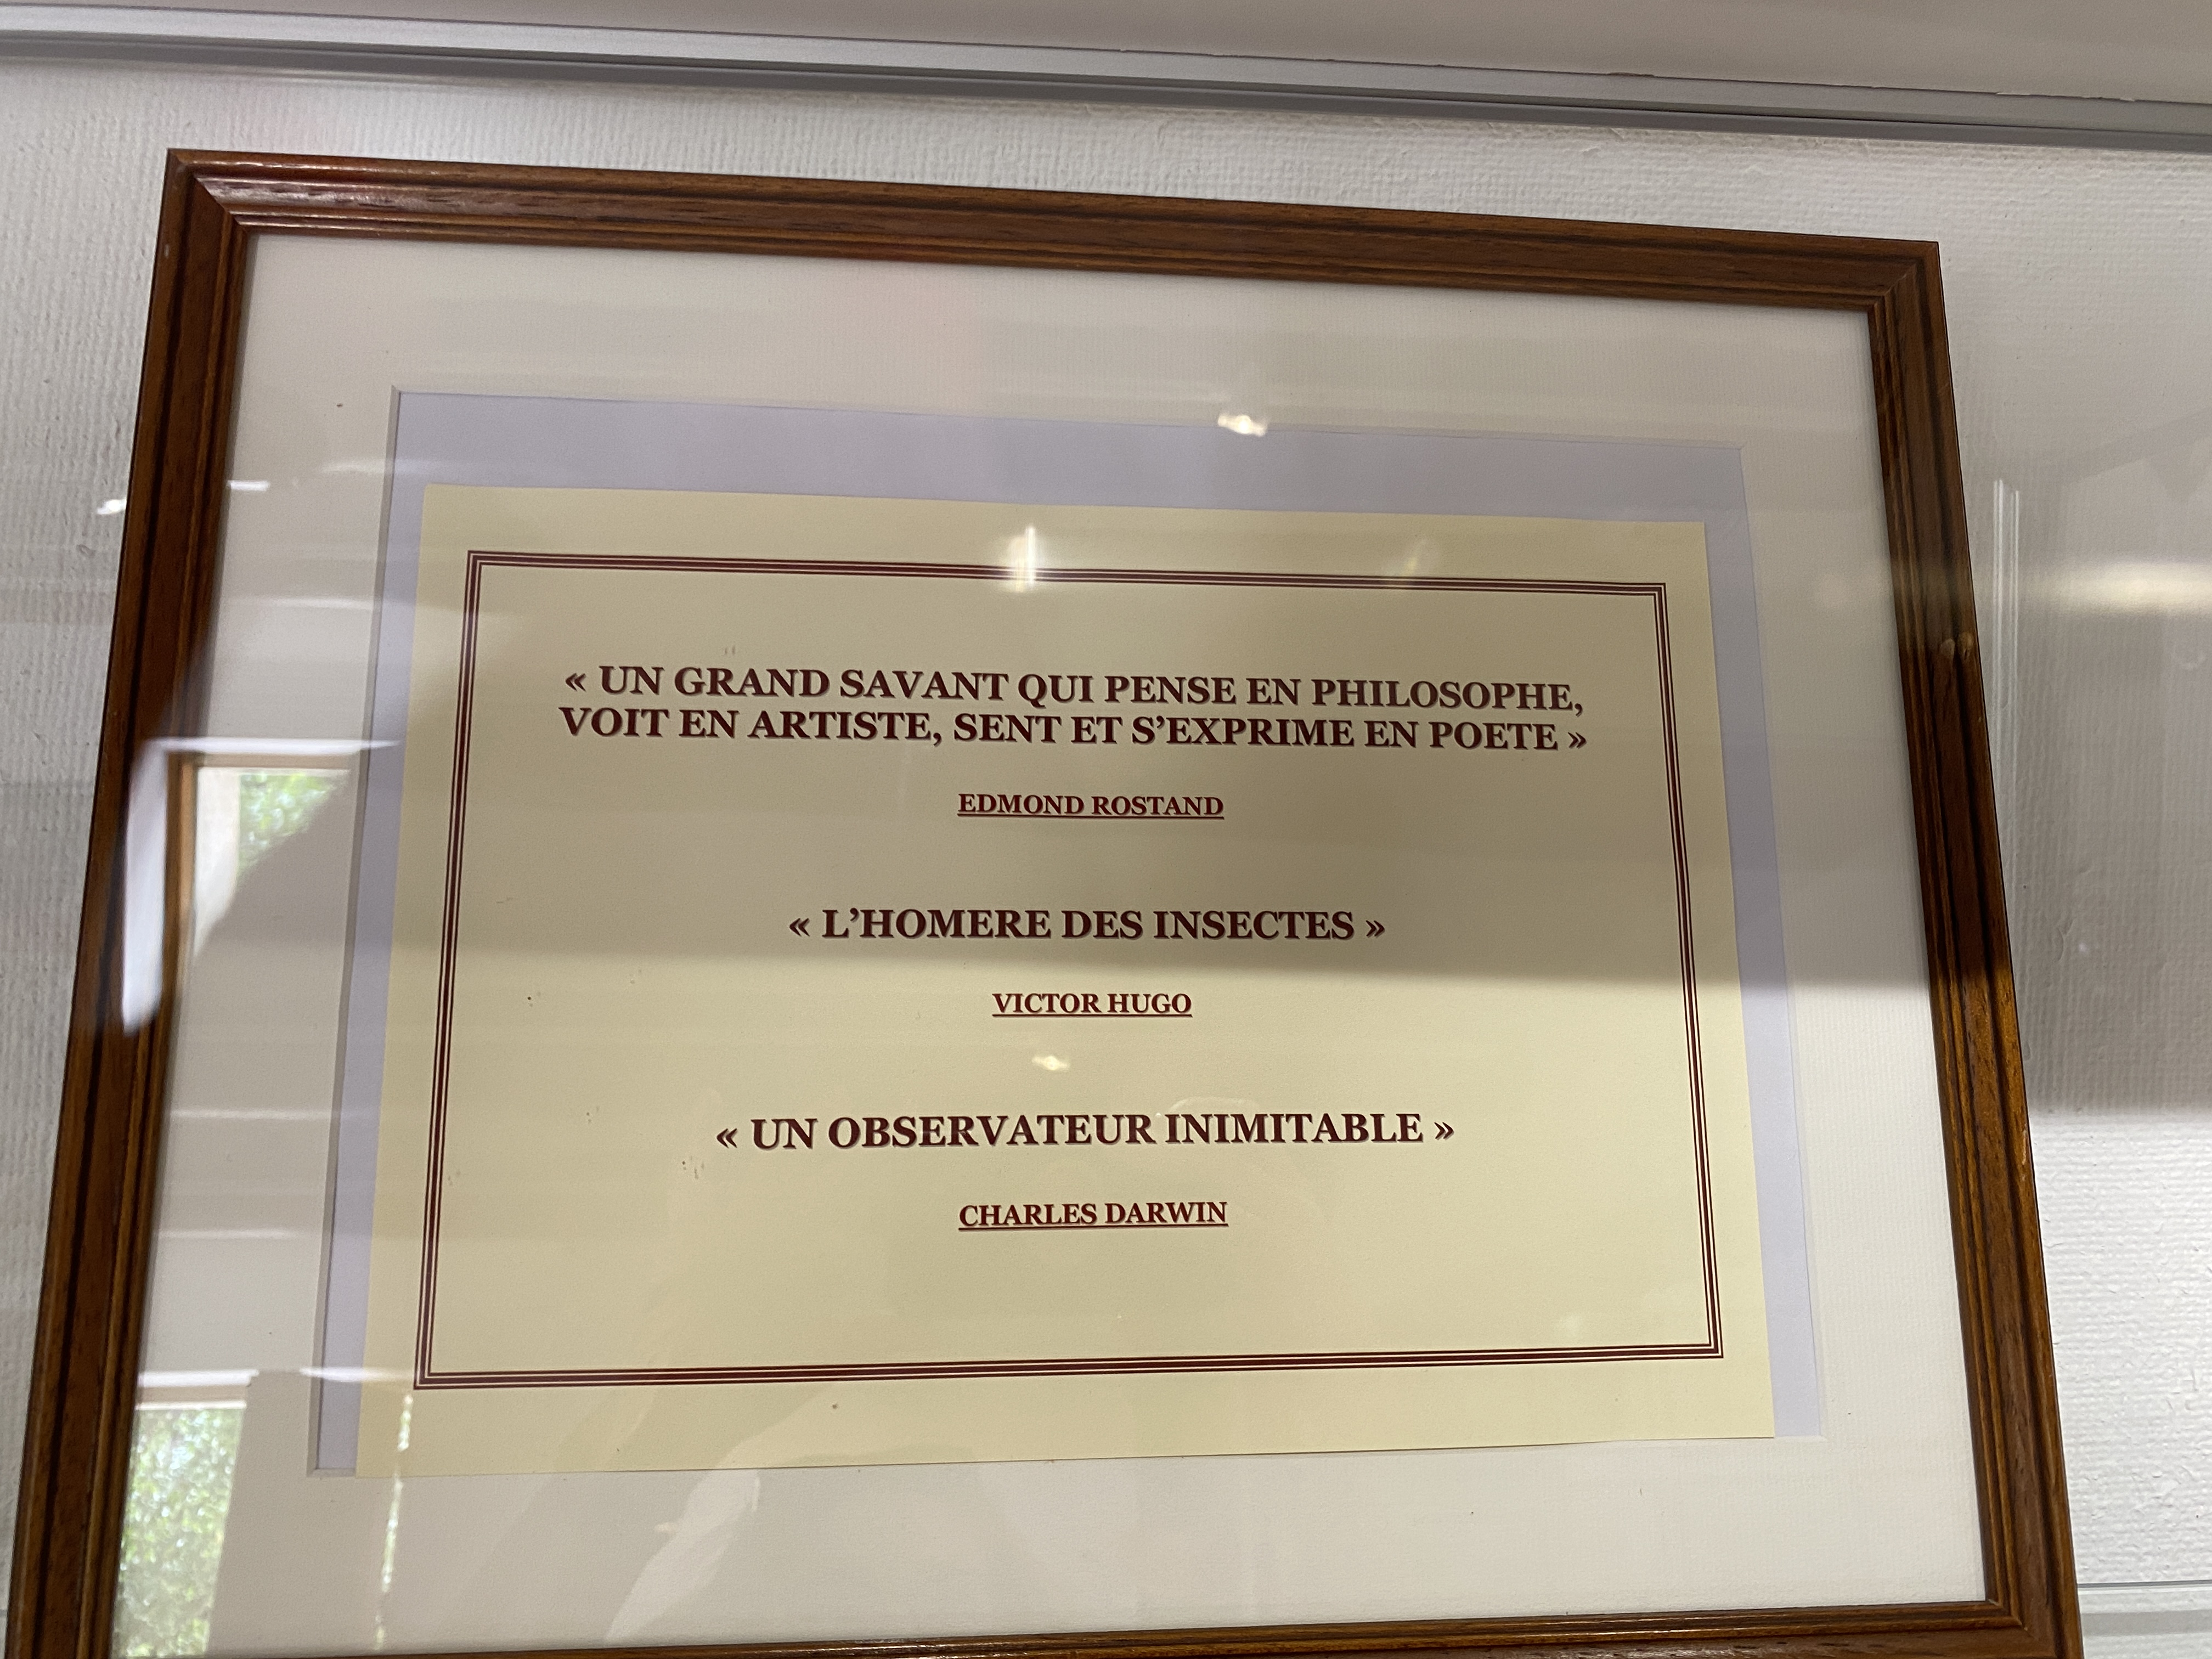 « UN GRAND SAVANT QUI PENSE EN PHILOSOPHE,
VOIT EN ARTISTE, SENT ET S’EXPRIME EN POETE »
EDMOND ROSTAND
« L’HOMERE DES INSECTES »
VICTOR HUGO
« UN OBSERVATEUR INIMITABLE »
CHARLES DARWIN